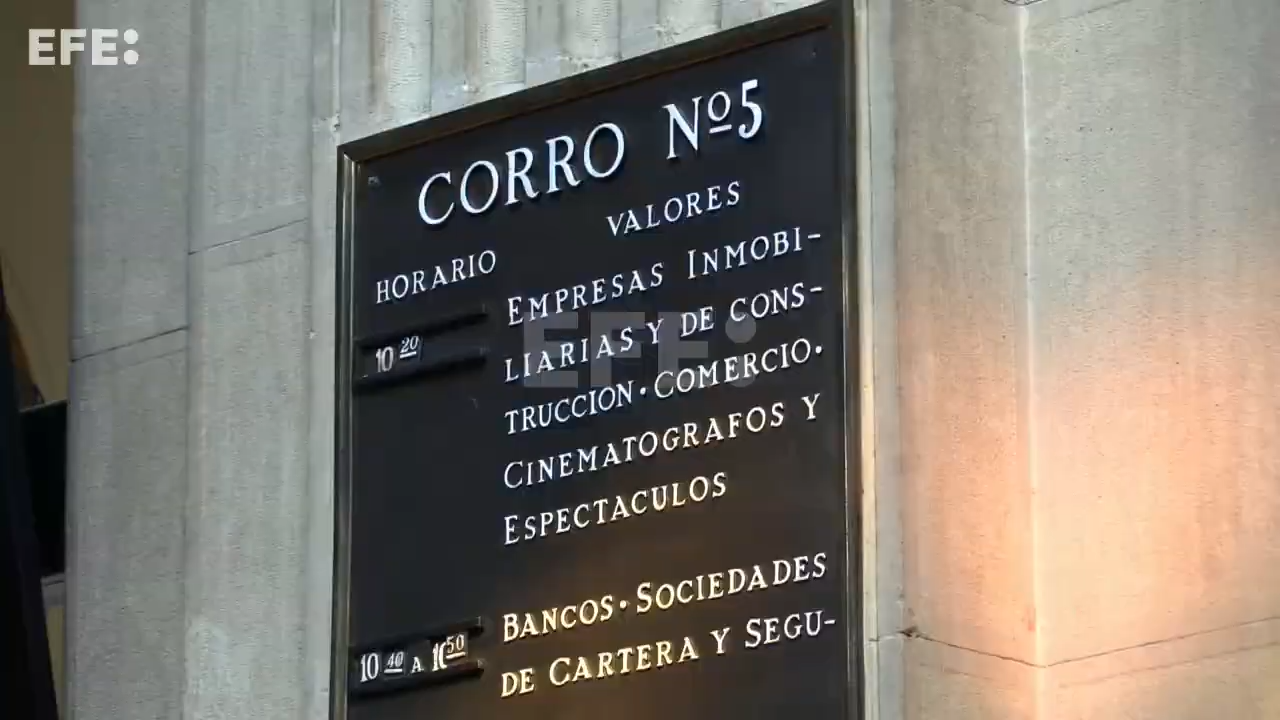 EFE:
CORRO Nº5
HORARIO VALORES
EMPRESAS INMOBI-
10 20 LIARIAS Y DE CONS-
TRUCCION · COMERCIO ·
CINEMATOGRAFOS Y
ESPECTACULOS
BANCOS · SOCIEDADES
10 40 A 10 50 DE CARTERA Y SEGU-
EFE: